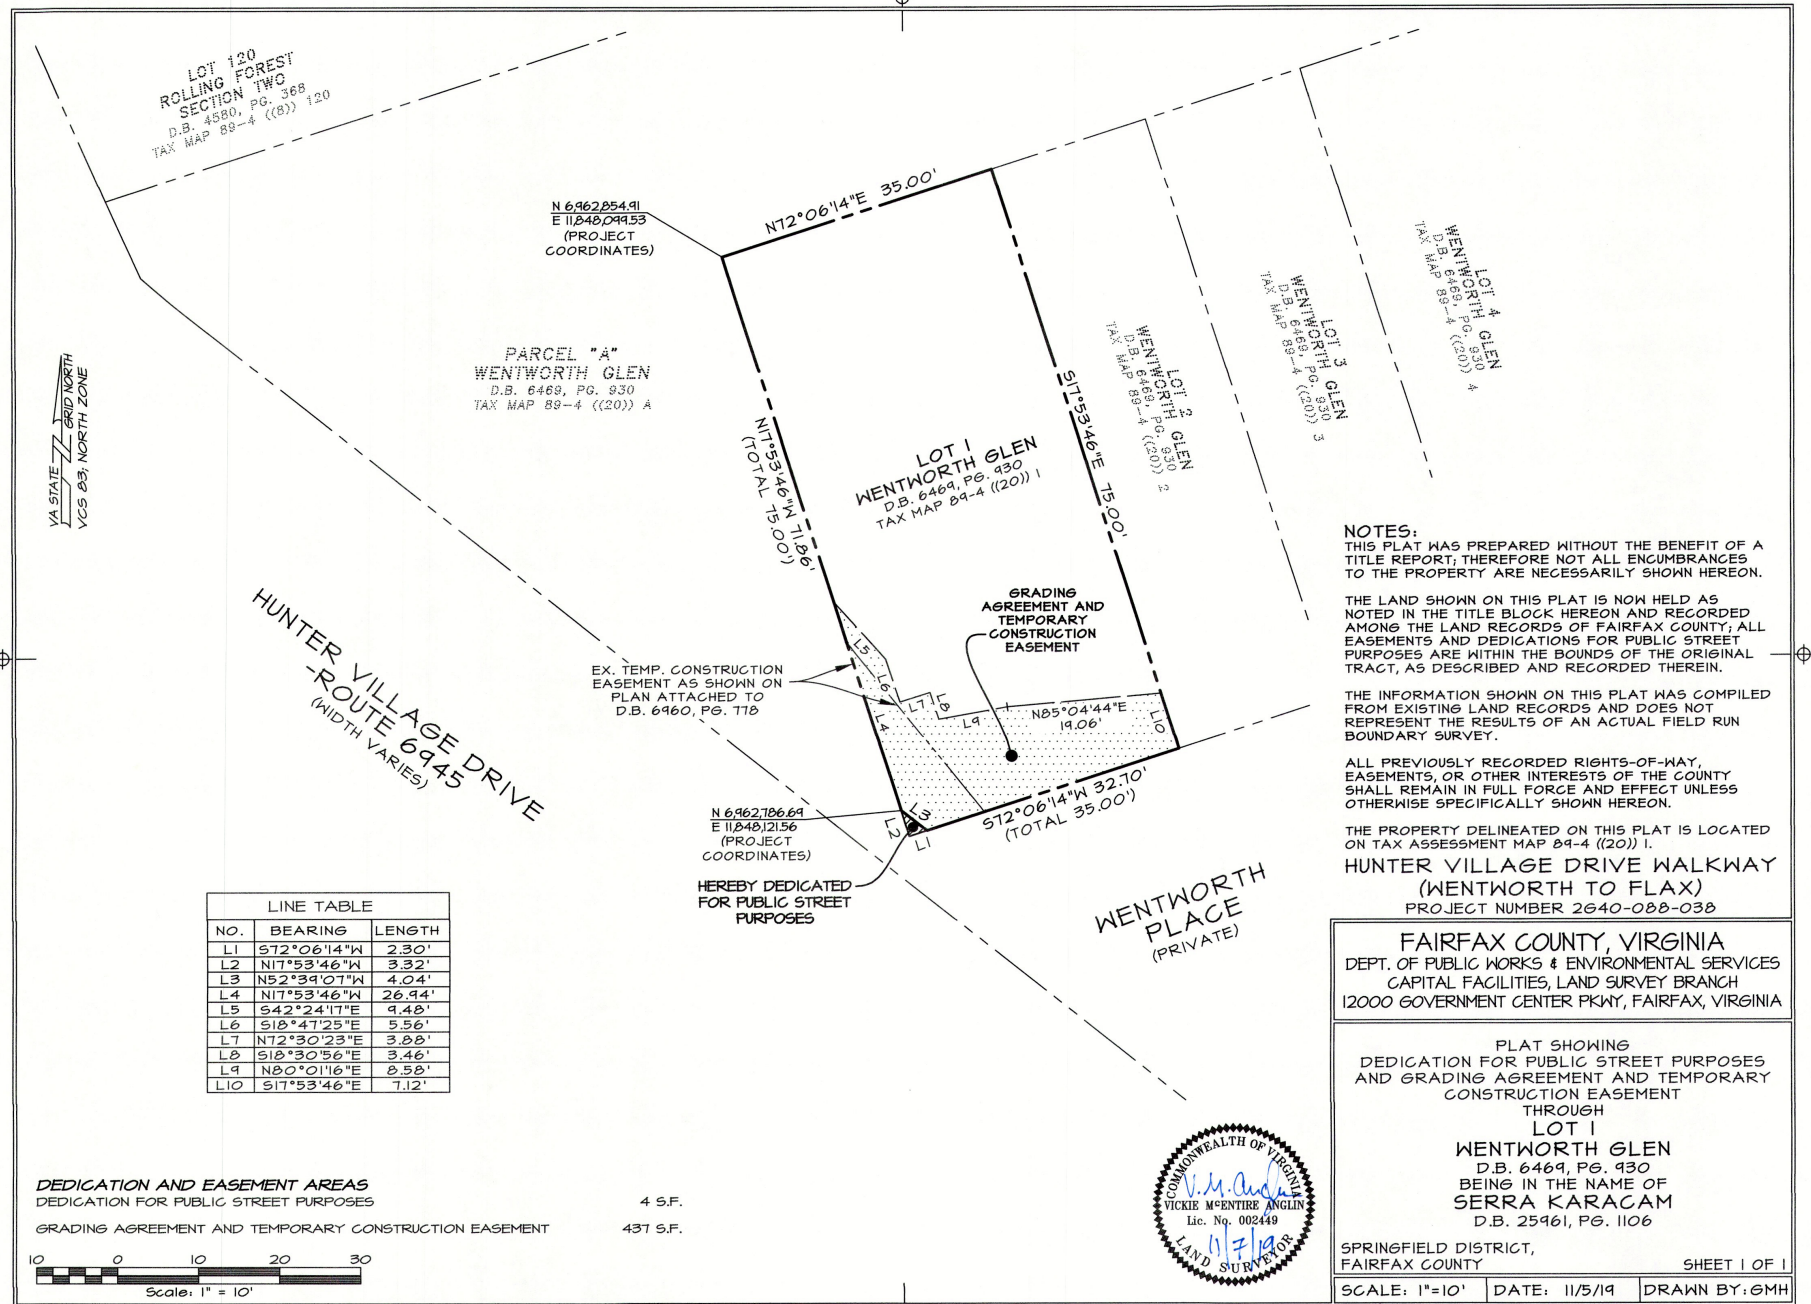 LOT 120
ROLLING FOREST
SECTION TWO
D.B. 4580, PG. 368
TAX MAP 89-4 ((8)) 120
N 6,962,854.91
E 11,848,099.53
(PROJECT
COORDINATES)
N72°06'14"E 35.00'
PARCEL "A"
WENTWORTH GLEN
D.B. 6469, PG. 930
TAX MAP 89-4 ((20)) A
VA STATE GRID NORTH
VCS 83; NORTH ZONE
N17°53'46"W 71.86'
(TOTAL 75.00')
LOT 1
WENTWORTH GLEN
D.B. 6469, PG. 930
TAX MAP 89-4 ((20)) 1
S17°53'46"E 75.00'
LOT 2
WENTWORTH GLEN
D.B. 6469, PG. 930
TAX MAP 89-4 ((20)) 2
LOT 3
WENTWORTH GLEN
D.B. 6469, PG. 930
TAX MAP 89-4 ((20)) 3
LOT 4
WENTWORTH GLEN
D.B. 6469, PG. 930
TAX MAP 89-4 ((20)) 4
HUNTER VILLAGE DRIVE
-ROUTE 6945
(WIDTH VARIES)
GRADING
AGREEMENT AND
TEMPORARY
CONSTRUCTION
EASEMENT
EX. TEMP. CONSTRUCTION
EASEMENT AS SHOWN ON
PLAN ATTACHED TO
D.B. 6960, PG. 778
L5
L6
L7
L8
L9
N85°04'44"E
19.06'
L10
L4
L3
L2
L1
S72°06'14"W 32.70'
(TOTAL 35.00')
N 6,962,786.69
E 11,848,121.56
(PROJECT
COORDINATES)
HEREBY DEDICATED
FOR PUBLIC STREET
PURPOSES
WENTWORTH
PLACE
(PRIVATE)
LINE TABLE
NO. BEARING LENGTH
L1 S72°06'14"W 2.30'
L2 N17°53'46"W 3.32'
L3 N52°39'07"W 4.04'
L4 N17°53'46"W 26.94'
L5 S42°24'17"E 9.48'
L6 S18°47'25"E 5.56'
L7 N72°30'23"E 3.88'
L8 S18°30'56"E 3.46'
L9 N80°01'16"E 8.58'
L10 S17°53'46"E 7.12'
DEDICATION AND EASEMENT AREAS
DEDICATION FOR PUBLIC STREET PURPOSES 4 S.F.
GRADING AGREEMENT AND TEMPORARY CONSTRUCTION EASEMENT 437 S.F.
10 0 10 20 30
Scale: 1" = 10'
COMMONWEALTH OF VIRGINIA
V. M. Anglin
VICKIE McENTIRE ANGLIN
Lic. No. 002449
11/7/19
LAND SURVEYOR
NOTES:
THIS PLAT WAS PREPARED WITHOUT THE BENEFIT OF A
TITLE REPORT; THEREFORE NOT ALL ENCUMBRANCES
TO THE PROPERTY ARE NECESSARILY SHOWN HEREON.
THE LAND SHOWN ON THIS PLAT IS NOW HELD AS
NOTED IN THE TITLE BLOCK HEREON AND RECORDED
AMONG THE LAND RECORDS OF FAIRFAX COUNTY; ALL
EASEMENTS AND DEDICATIONS FOR PUBLIC STREET
PURPOSES ARE WITHIN THE BOUNDS OF THE ORIGINAL
TRACT, AS DESCRIBED AND RECORDED THEREIN.
THE INFORMATION SHOWN ON THIS PLAT WAS COMPILED
FROM EXISTING LAND RECORDS AND DOES NOT
REPRESENT THE RESULTS OF AN ACTUAL FIELD RUN
BOUNDARY SURVEY.
ALL PREVIOUSLY RECORDED RIGHTS-OF-WAY,
EASEMENTS, OR OTHER INTERESTS OF THE COUNTY
SHALL REMAIN IN FULL FORCE AND EFFECT UNLESS
OTHERWISE SPECIFICALLY SHOWN HEREON.
THE PROPERTY DELINEATED ON THIS PLAT IS LOCATED
ON TAX ASSESSMENT MAP 89-4 ((20)) 1.
HUNTER VILLAGE DRIVE WALKWAY
(WENTWORTH TO FLAX)
PROJECT NUMBER 2G40-088-038
FAIRFAX COUNTY, VIRGINIA
DEPT. OF PUBLIC WORKS & ENVIRONMENTAL SERVICES
CAPITAL FACILITIES, LAND SURVEY BRANCH
12000 GOVERNMENT CENTER PKWY, FAIRFAX, VIRGINIA
PLAT SHOWING
DEDICATION FOR PUBLIC STREET PURPOSES
AND GRADING AGREEMENT AND TEMPORARY
CONSTRUCTION EASEMENT
THROUGH
LOT 1
WENTWORTH GLEN
D.B. 6469, PG. 930
BEING IN THE NAME OF
SERRA KARACAM
D.B. 25961, PG. 1106
SPRINGFIELD DISTRICT,
FAIRFAX COUNTY SHEET 1 OF 1
SCALE: 1"=10' DATE: 11/5/19 DRAWN BY:GMH